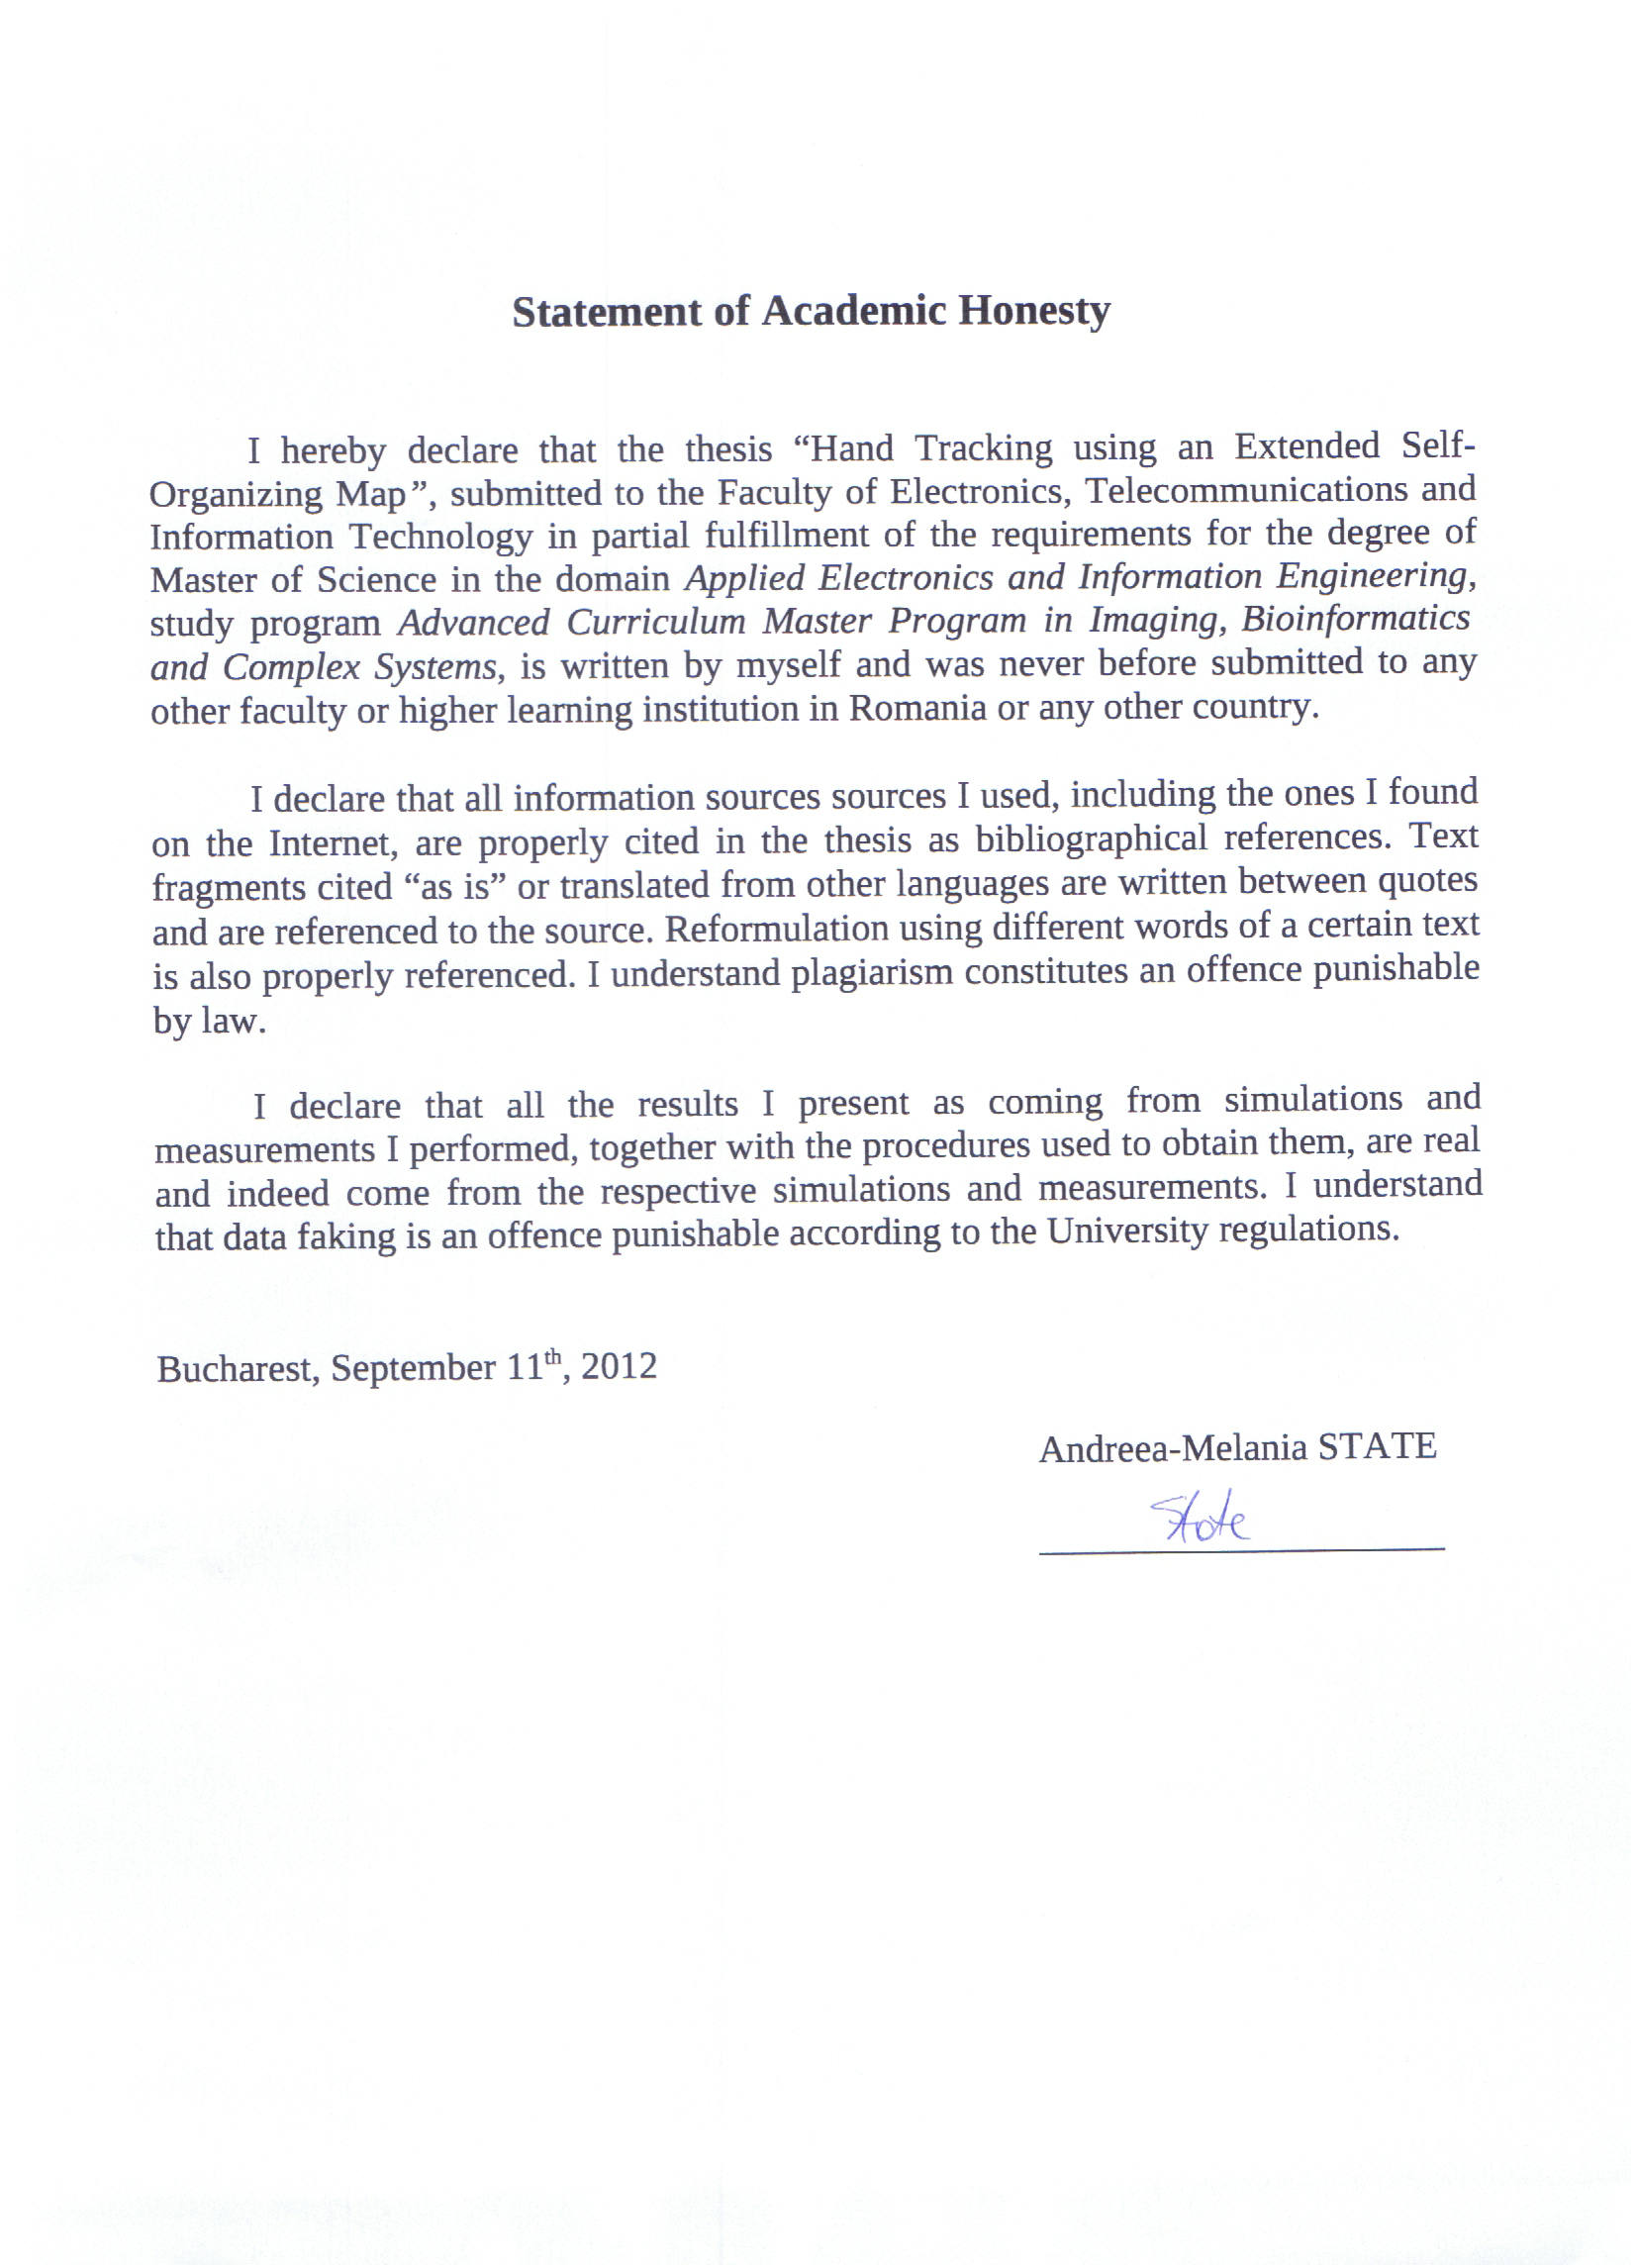 Statement of Academic Honesty
I hereby declare that the thesis “Hand Tracking using an Extended Self-
Organizing Map”, submitted to the Faculty of Electronics, Telecommunications and
Information Technology in partial fulfillment of the requirements for the degree of
Master of Science in the domain Applied Electronics and Information Engineering,
study program Advanced Curriculum Master Program in Imaging, Bioinformatics
and Complex Systems, is written by myself and was never before submitted to any
other faculty or higher learning institution in Romania or any other country.
I declare that all information sources sources I used, including the ones I found
on the Internet, are properly cited in the thesis as bibliographical references. Text
fragments cited “as is” or translated from other languages are written between quotes
and are referenced to the source. Reformulation using different words of a certain text
is also properly referenced. I understand plagiarism constitutes an offence punishable
by law.
I declare that all the results I present as coming from simulations and
measurements I performed, together with the procedures used to obtain them, are real
and indeed come from the respective simulations and measurements. I understand
that data faking is an offence punishable according to the University regulations.
Bucharest, September 11th, 2012
Andreea-Melania STATE
State